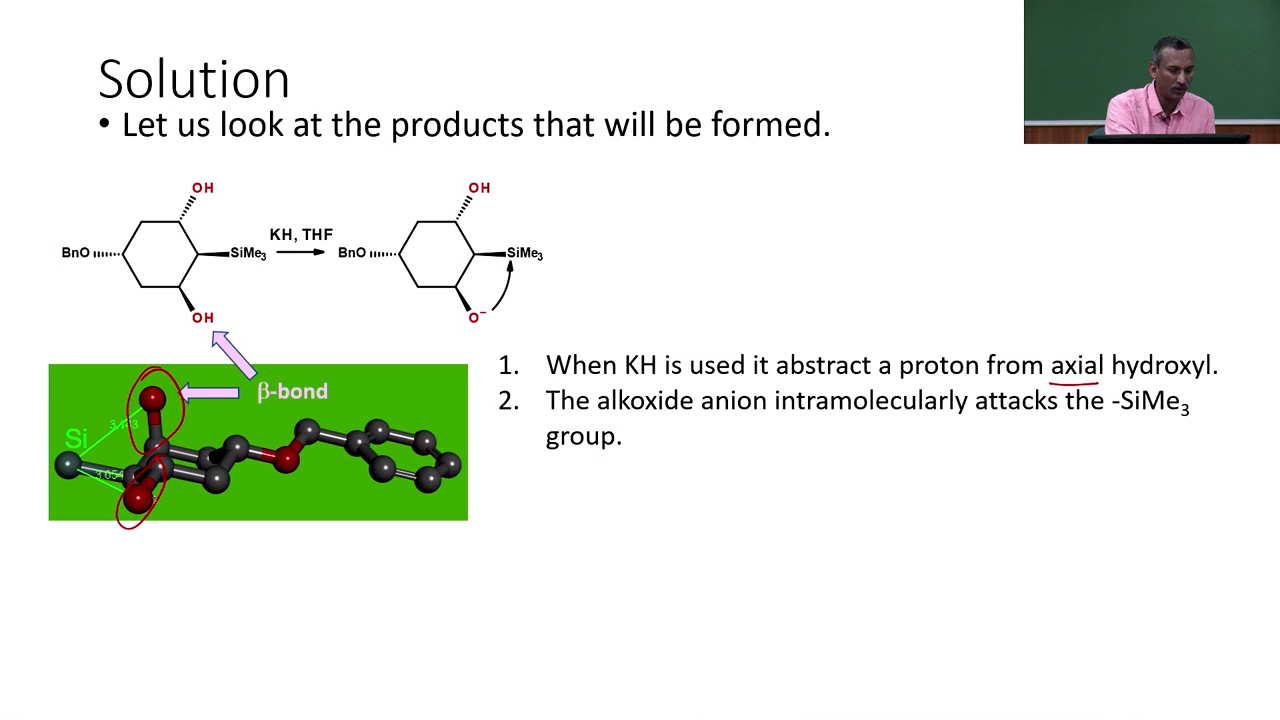 Solution
• Let us look at the products that will be formed.
OH
OH
KH, THF
BnO
SiMe3
BnO
SiMe3
OH
O−
β-bond
Si
3.054
1. When KH is used it abstract a proton from axial hydroxyl.
2. The alkoxide anion intramolecularly attacks the -SiMe3
group.